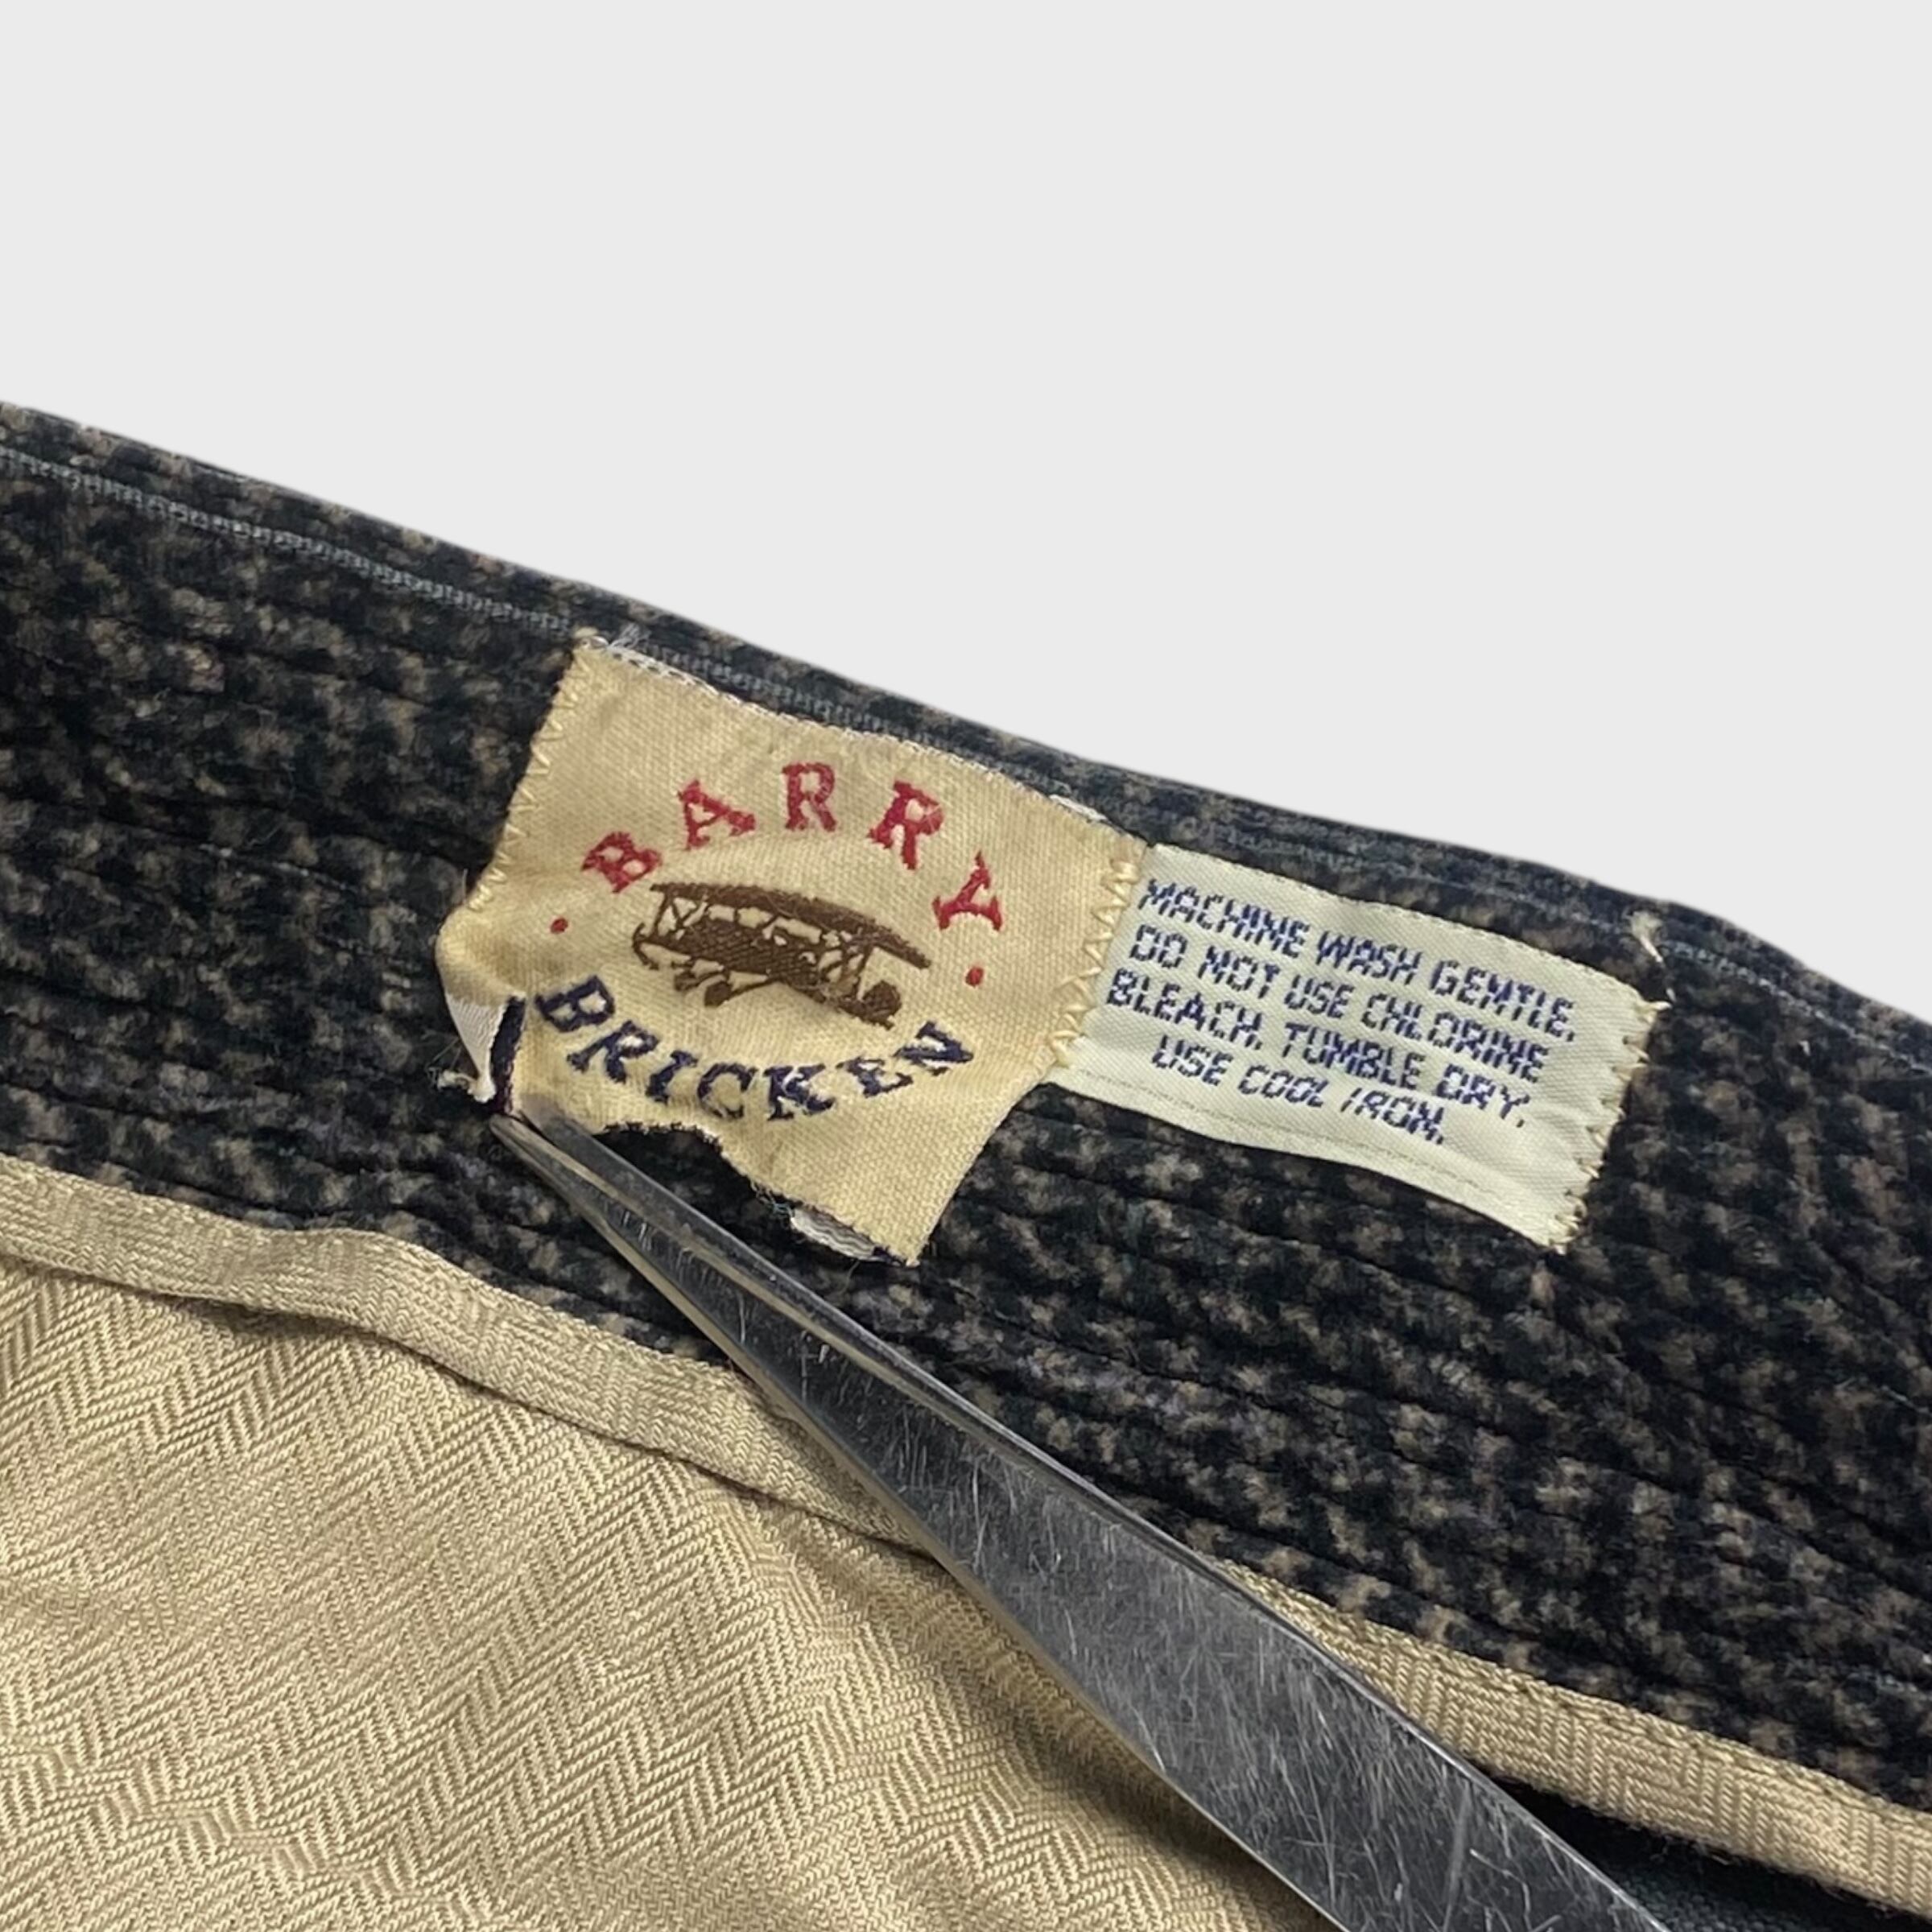 BARRY
BRICKEN
MACHINE WASH GENTLE,
DO NOT USE CHLORINE
BLEACH. TUMBLE DRY,
USE COOL IRON.